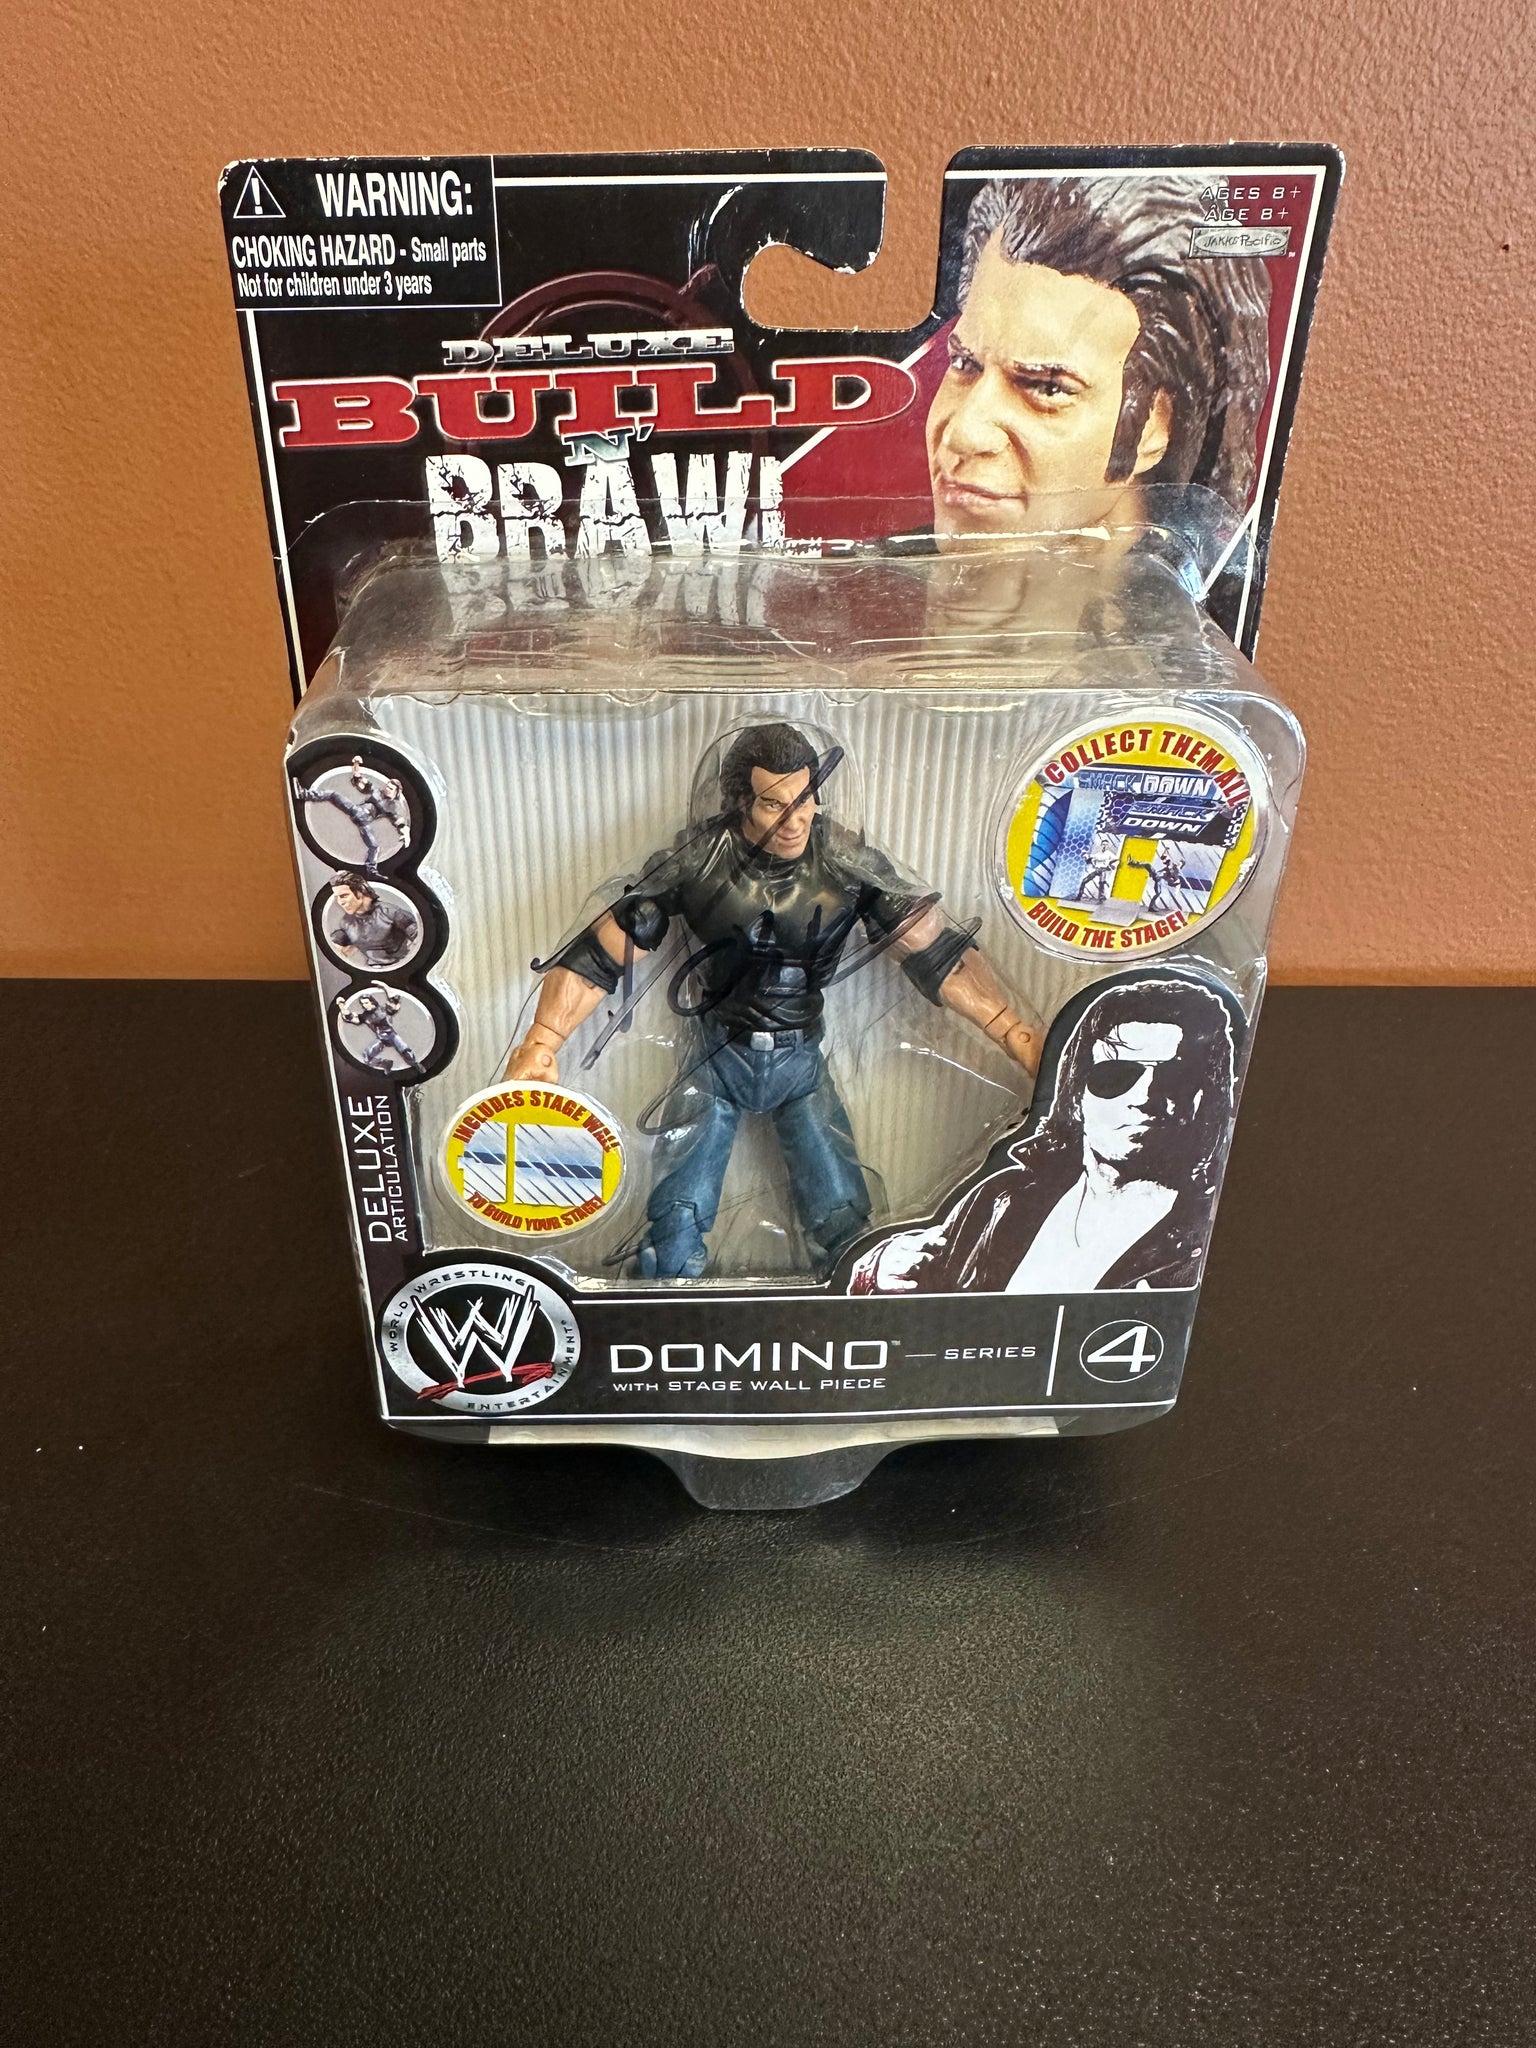 WARNING:
CHOKING HAZARD - Small parts
Not for children under 3 years
AGES 8+
ÂGE 8+
JAKKS Pacific
DELUXE
BUILD
N'
BRAWL
COLLECT THEM ALL
SMACK DOWN
SMACK
DOWN
BUILD THE STAGE!
INCLUDES STAGE WALL
TO BUILD YOUR STAGE!
DELUXE
ARTICULATION
WORLD WRESTLING
ENTERTAINMENT®
W
DOMINO™ — SERIES 4
WITH STAGE WALL PIECE